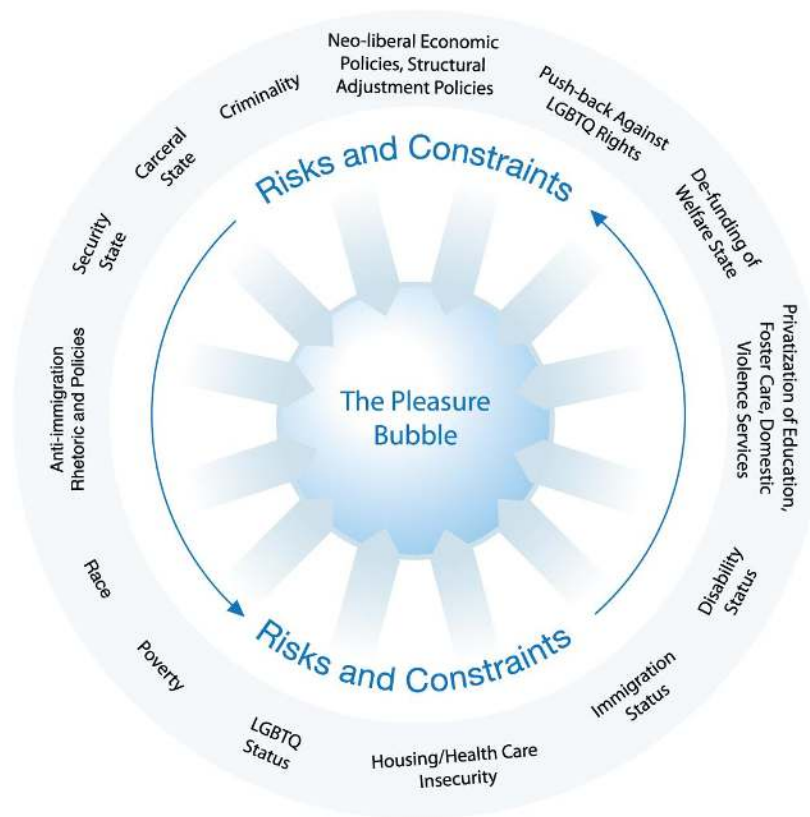 Neo-liberal Economic
Policies, Structural
Adjustment Policies
Push-back Against
LGBTQ Rights
De-funding of
Welfare State
Privatization of Education,
Foster Care, Domestic
Violence Services
Disability
Status
Immigration
Status
Housing/Health Care
Insecurity
LGBTQ
Status
Poverty
Race
Anti-immigration
Rhetoric and Policies
Security
State
Carceral
State
Criminality
Risks and Constraints
The Pleasure
Bubble
Risks and Constraints